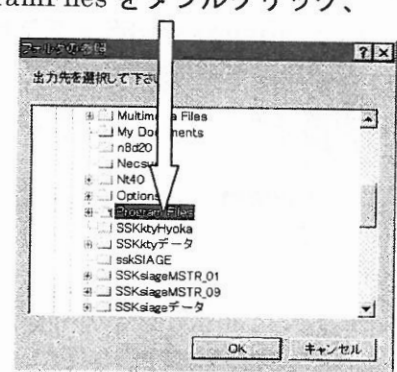 ramFiles をダブルクリック、
フォルダの参照
出力先を選択して下さい
Multimedia Files
My Documents
n8d20
Necsv
Nt40
Options
Program Files
SSKktyHyoka
SSKktyデータ
sskSIAGE
SSKsiageMSTR_01
SSKsiageMSTR_09
SSKsiageデータ
OK
キャンセル